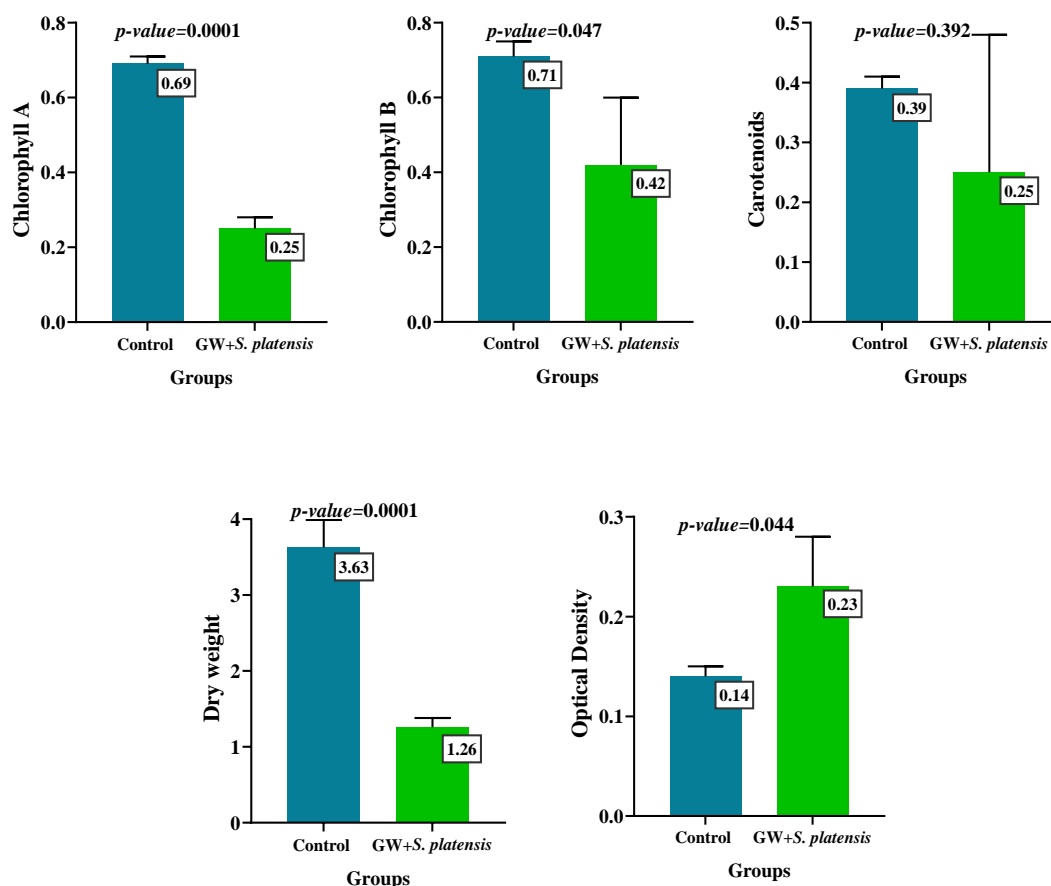 p-value=0.0001
Chlorophyll A
0.8
0.6
0.4
0.2
0.0
0.69
0.25
Control
GW+S. platensis
Groups
p-value=0.047
Chlorophyll B
0.8
0.6
0.4
0.2
0.0
0.71
0.42
Control
GW+S. platensis
Groups
p-value=0.392
Carotenoids
0.5
0.4
0.3
0.2
0.1
0.0
0.39
0.25
Control
GW+S. platensis
Groups
p-value=0.0001
Dry weight
4
3
2
1
0
3.63
1.26
Control
GW+S. platensis
Groups
p-value=0.044
Optical Density
0.3
0.2
0.1
0.0
0.14
0.23
Control
GW+S. platensis
Groups